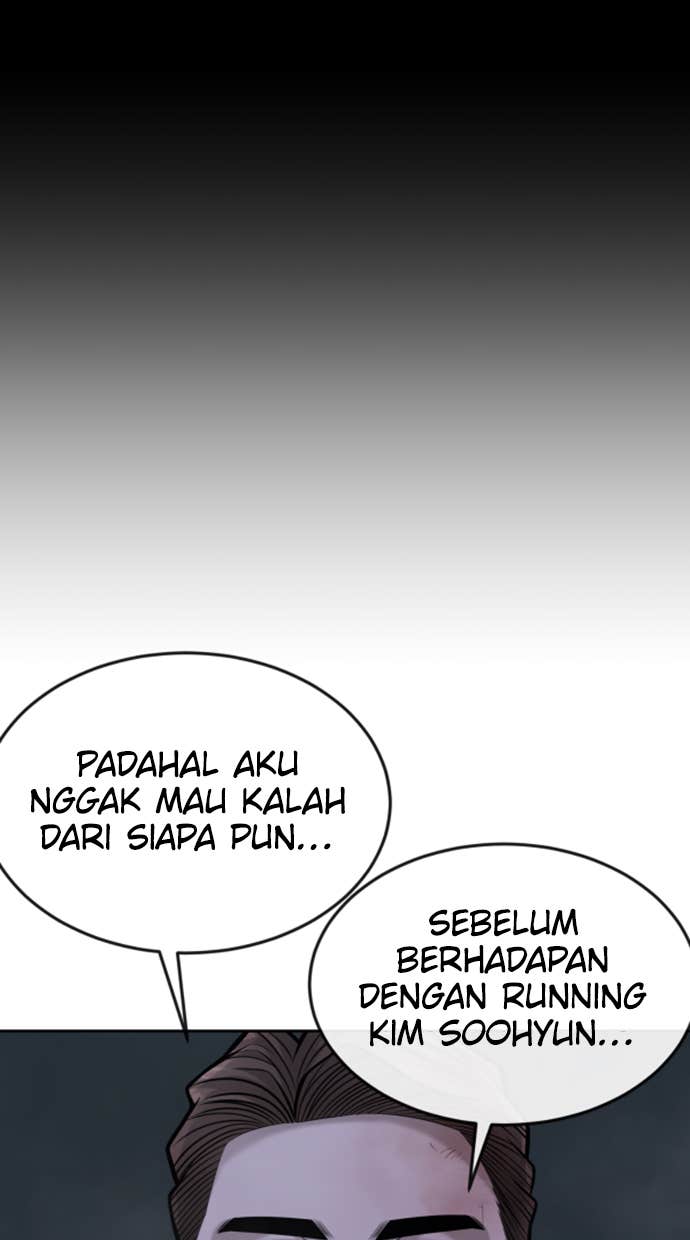 PADAHAL AKU
NGGAK MAU KALAH
DARI SIAPA PUN...
SEBELUM
BERHADAPAN
DENGAN RUNNING
KIM SOOHYUN...